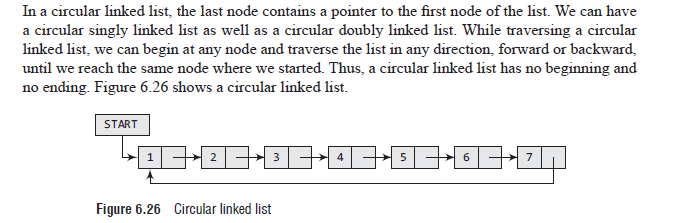 In a circular linked list, the last node contains a pointer to the first node of the list. We can have
a circular singly linked list as well as a circular doubly linked list. While traversing a circular
linked list, we can begin at any node and traverse the list in any direction, forward or backward,
until we reach the same node where we started. Thus, a circular linked list has no beginning and
no ending. Figure 6.26 shows a circular linked list.
START
1 2 3 4 5 6 7
Figure 6.26 Circular linked list